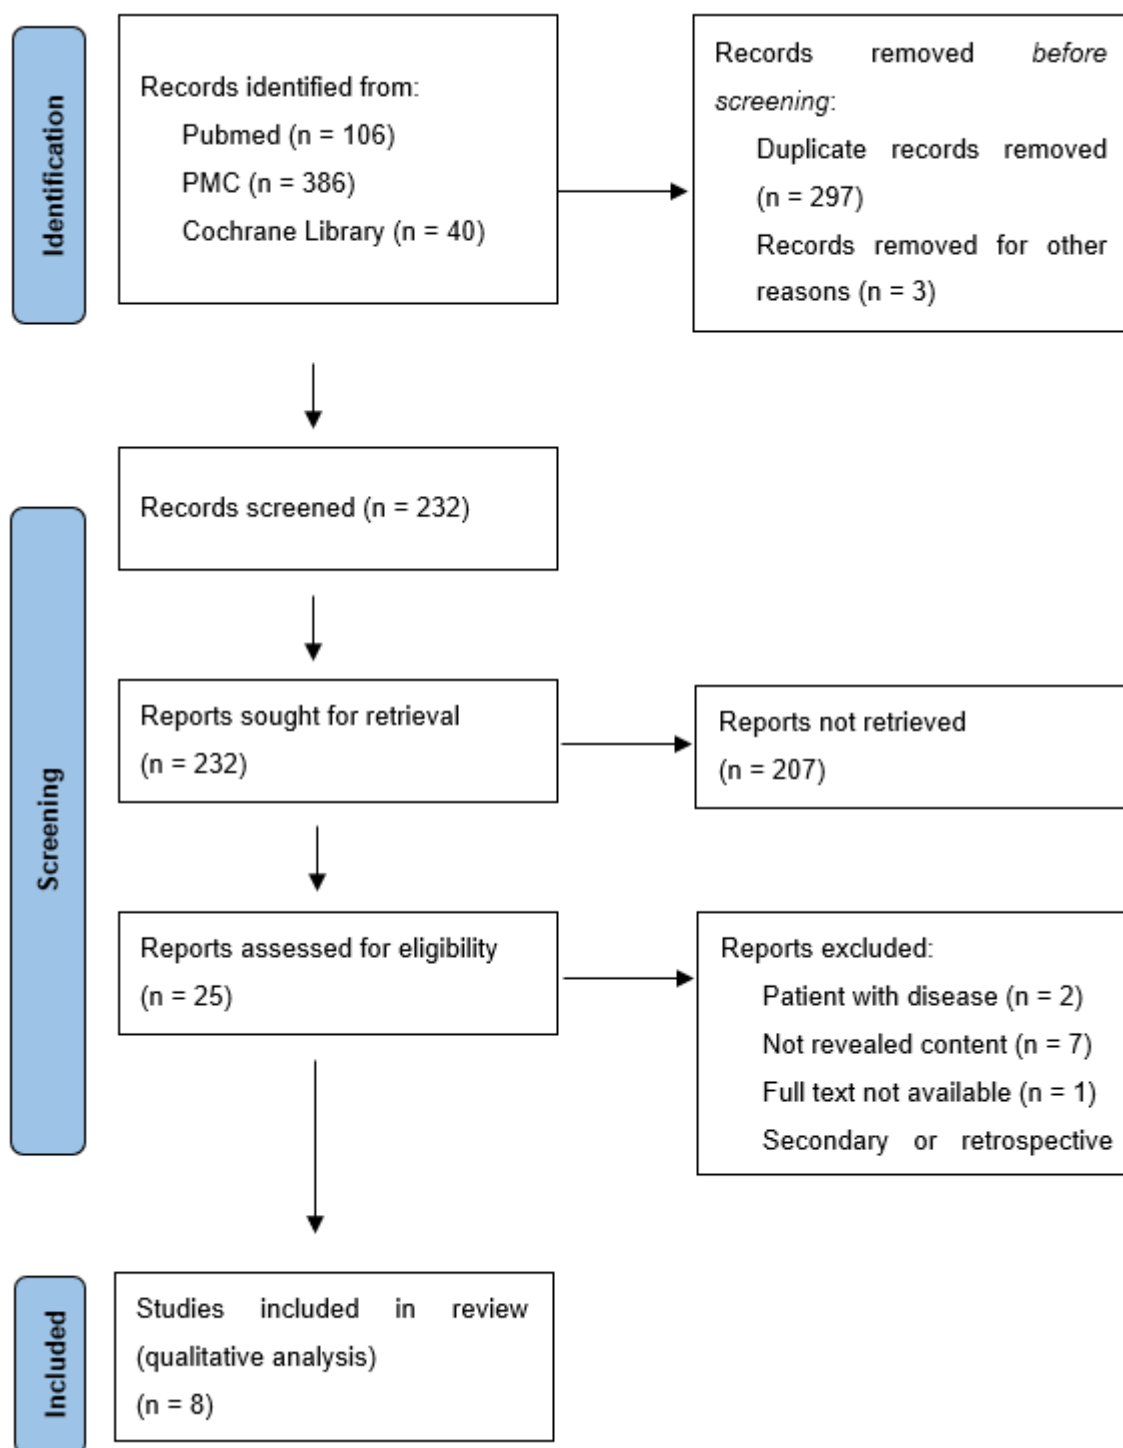 Identification
Records identified from:
Pubmed (n = 106)
PMC (n = 386)
Cochrane Library (n = 40)
Records removed before
screening:
Duplicate records removed
(n = 297)
Records removed for other
reasons (n = 3)
Screening
Records screened (n = 232)
Reports sought for retrieval
(n = 232)
Reports not retrieved
(n = 207)
Reports assessed for eligibility
(n = 25)
Reports excluded:
Patient with disease (n = 2)
Not revealed content (n = 7)
Full text not available (n = 1)
Secondary or retrospective
Included
Studies included in review
(qualitative analysis)
(n = 8)